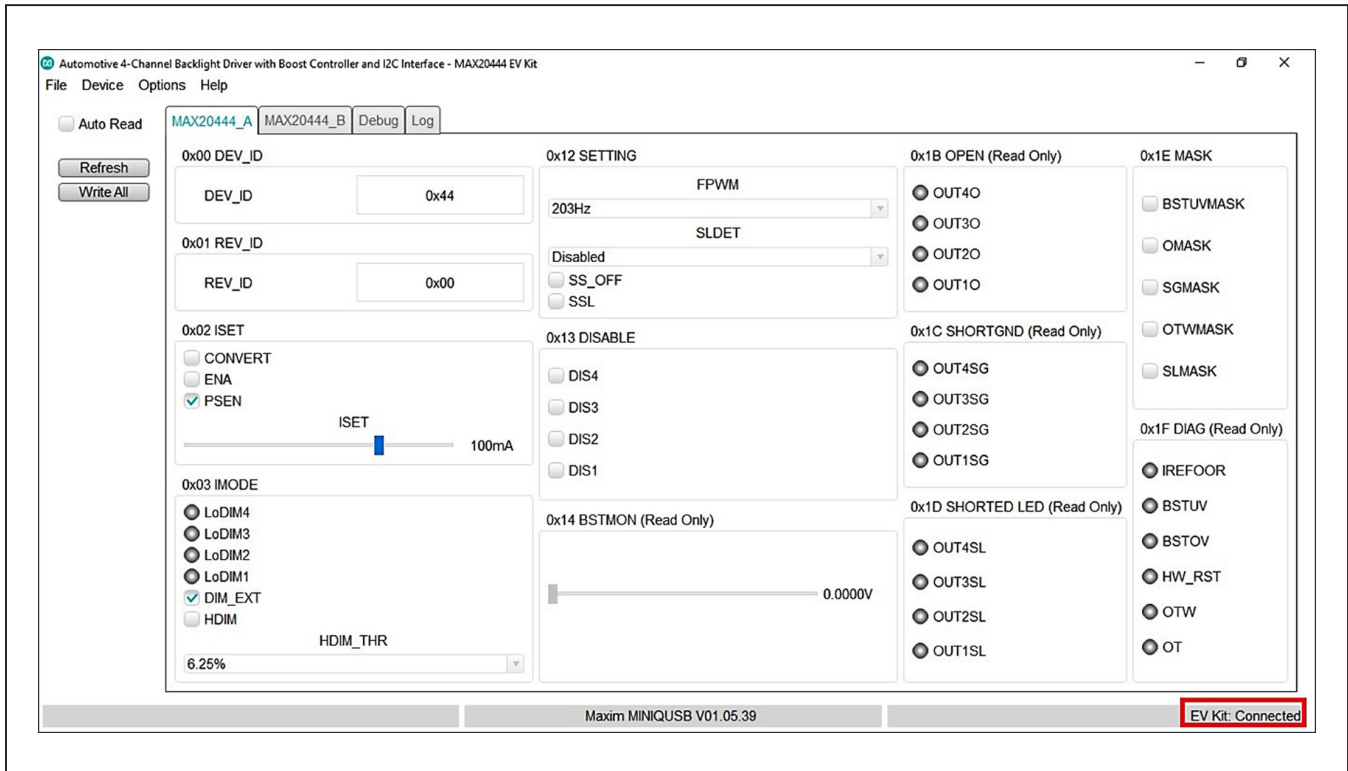 Automotive 4-Channel Backlight Driver with Boost Controller and I2C Interface - MAX20444 EV Kit
File Device Options Help
Auto Read
Refresh
Write All
MAX20444_A MAX20444_B Debug Log
0x00 DEV_ID
DEV_ID 0x44
0x01 REV_ID
REV_ID 0x00
0x02 ISET
CONVERT
ENA
PSEN
ISET
100mA
0x03 IMODE
LoDIM4
LoDIM3
LoDIM2
LoDIM1
DIM_EXT
HDIM
HDIM_THR
6.25%
0x12 SETTING
FPWM
203Hz
SLDET
Disabled
SS_OFF
SSL
0x13 DISABLE
DIS4
DIS3
DIS2
DIS1
0x14 BSTMON (Read Only)
0.0000V
0x1B OPEN (Read Only)
OUT4O
OUT3O
OUT2O
OUT1O
0x1C SHORTGND (Read Only)
OUT4SG
OUT3SG
OUT2SG
OUT1SG
0x1D SHORTED LED (Read Only)
OUT4SL
OUT3SL
OUT2SL
OUT1SL
0x1E MASK
BSTUVMASK
OMASK
SGMASK
OTWMASK
SLMASK
0x1F DIAG (Read Only)
IREFOOR
BSTUV
BSTOV
HW_RST
OTW
OT
Maxim MINIQUSB V01.05.39
EV Kit: Connected